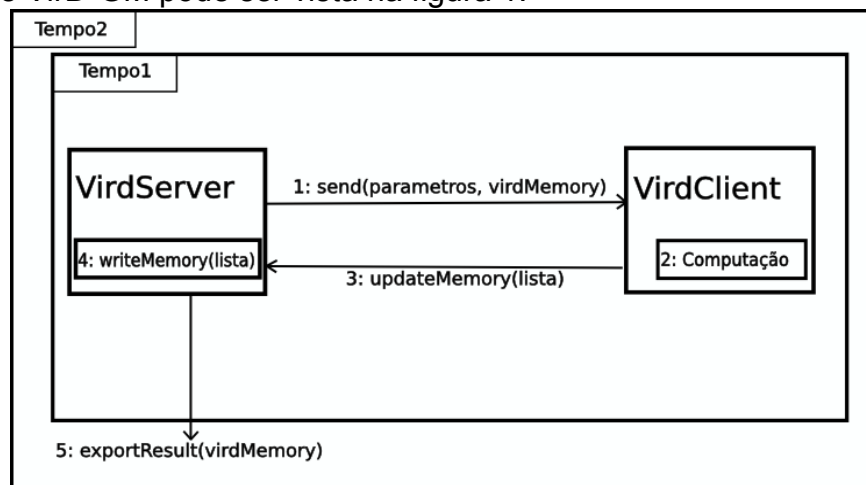 Tempo2
Tempo1
VirdServer
1: send(parametros, virdMemory)
VirdClient
4: writeMemory(lista)
2: Computação
3: updateMemory(lista)
5: exportResult(virdMemory)